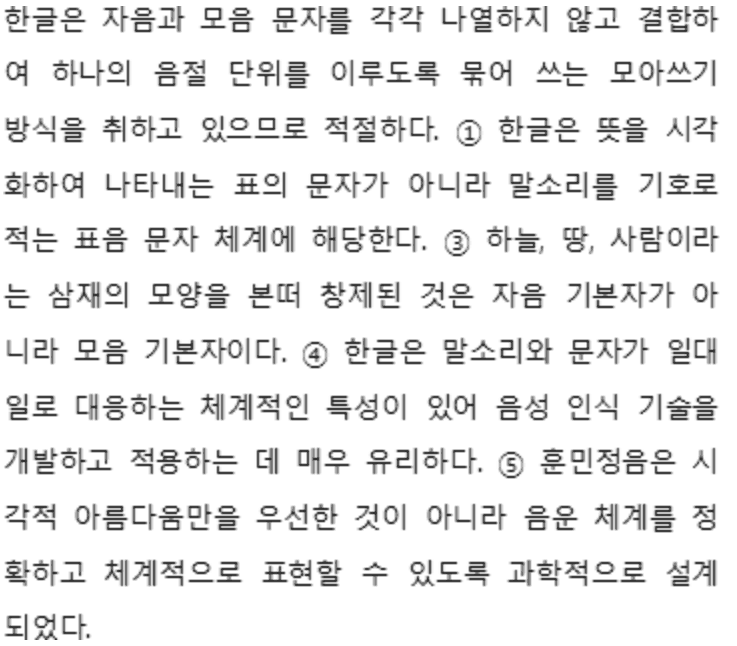 한글은 자음과 모음 문자를 각각 나열하지 않고 결합하
여 하나의 음절 단위를 이루도록 묶어 쓰는 모아쓰기
방식을 취하고 있으므로 적절하다. ① 한글은 뜻을 시각
화하여 나타내는 표의 문자가 아니라 말소리를 기호로
적는 표음 문자 체계에 해당한다. ③ 하늘, 땅, 사람이라
는 삼재의 모양을 본떠 창제된 것은 자음 기본자가 아
니라 모음 기본자이다. ④ 한글은 말소리와 문자가 일대
일로 대응하는 체계적인 특성이 있어 음성 인식 기술을
개발하고 적용하는 데 매우 유리하다. ⑤ 훈민정음은 시
각적 아름다움만을 우선한 것이 아니라 음운 체계를 정
확하고 체계적으로 표현할 수 있도록 과학적으로 설계
되었다.